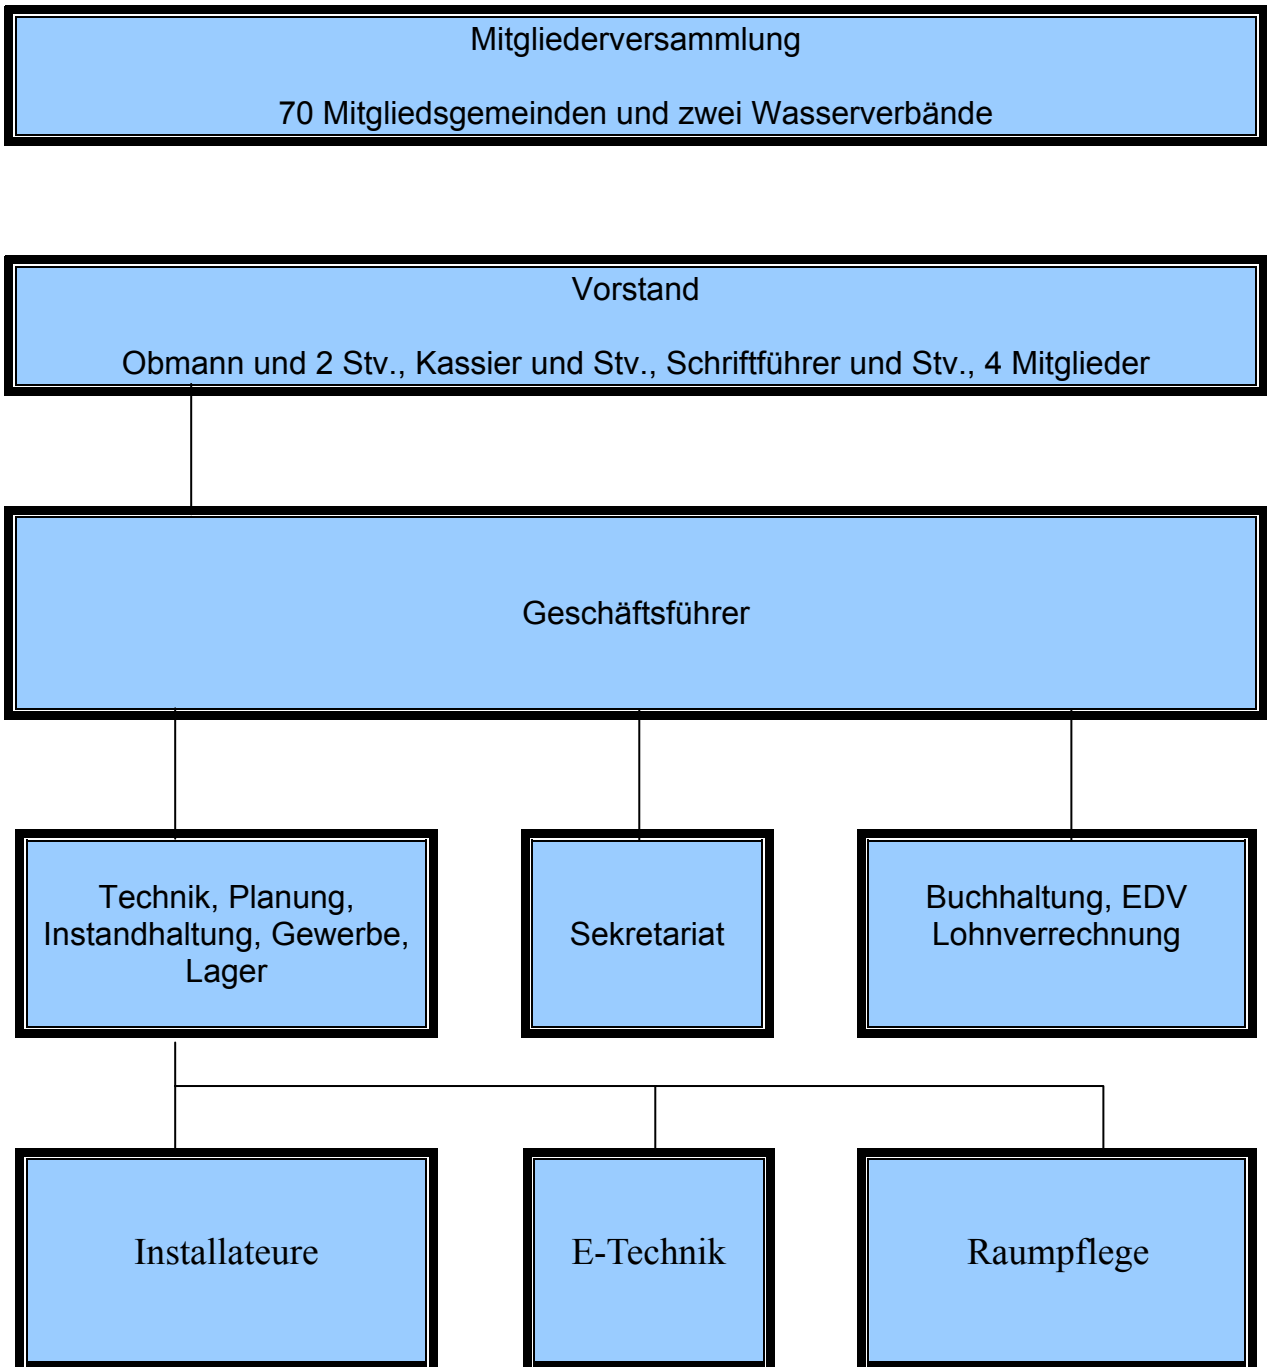 Mitgliederversammlung
70 Mitgliedsgemeinden und zwei Wasserverbände
Vorstand
Obmann und 2 Stv., Kassier und Stv., Schriftführer und Stv., 4 Mitglieder
Geschäftsführer
Technik, Planung,
Instandhaltung, Gewerbe,
Lager
Sekretariat
Buchhaltung, EDV
Lohnverrechnung
Installateure
E-Technik
Raumpflege